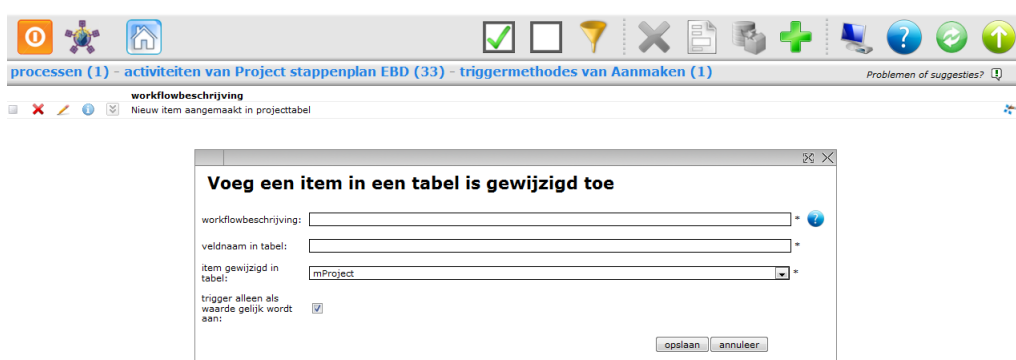 processen (1) - activiteiten van Project stappenplan EBD (33) - triggermethodes van Aanmaken (1)
Problemen of suggesties?
workflowbeschrijving
Nieuw item aangemaakt in projecttabel
Voeg een item in een tabel is gewijzigd toe
workflowbeschrijving: *
veldnaam in tabel: *
item gewijzigd in
tabel: mProject *
trigger alleen als
waarde gelijk wordt
aan:
opslaan annuleer